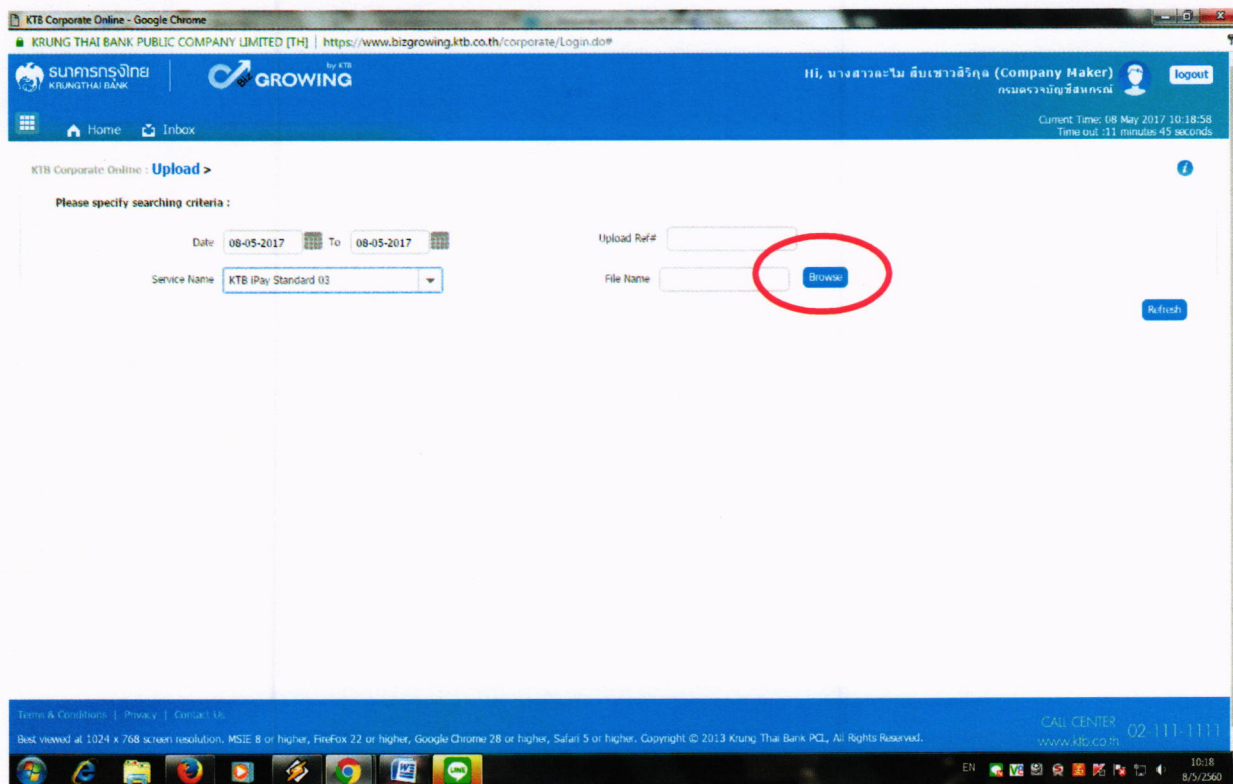 KTB Corporate Online - Google Chrome
KRUNG THAI BANK PUBLIC COMPANY LIMITED [TH] | https://www.bizgrowing.ktb.co.th/corporate/Login.do#
ธนาคารกรุงไทย
KRUNGTHAI BANK
by KTB
BIZ GROWING
Hi, นางสาวละไม สืบเชาวสิริกุล (Company Maker)
กรมตรวจบัญชีสหกรณ์
logout
Home Inbox
Current Time: 08 May 2017 10:18:58
Time out :11 minutes 45 seconds
KTB Corporate Online : Upload >
Please specify searching criteria :
Date 08-05-2017 To 08-05-2017 Upload Ref#
Service Name KTB iPay Standard 03 File Name Browse
Refresh
Terms & Conditions | Privacy | Contact Us
Best viewed at 1024 x 768 screen resolution. MSIE 8 or higher, FireFox 22 or higher, Google Chrome 28 or higher, Safari 5 or higher. Copyright © 2013 Krung Thai Bank PCL, All Rights Reserved.
CALL CENTER 02-111-1111
www.ktb.co.th
EN 10:18
8/5/2560